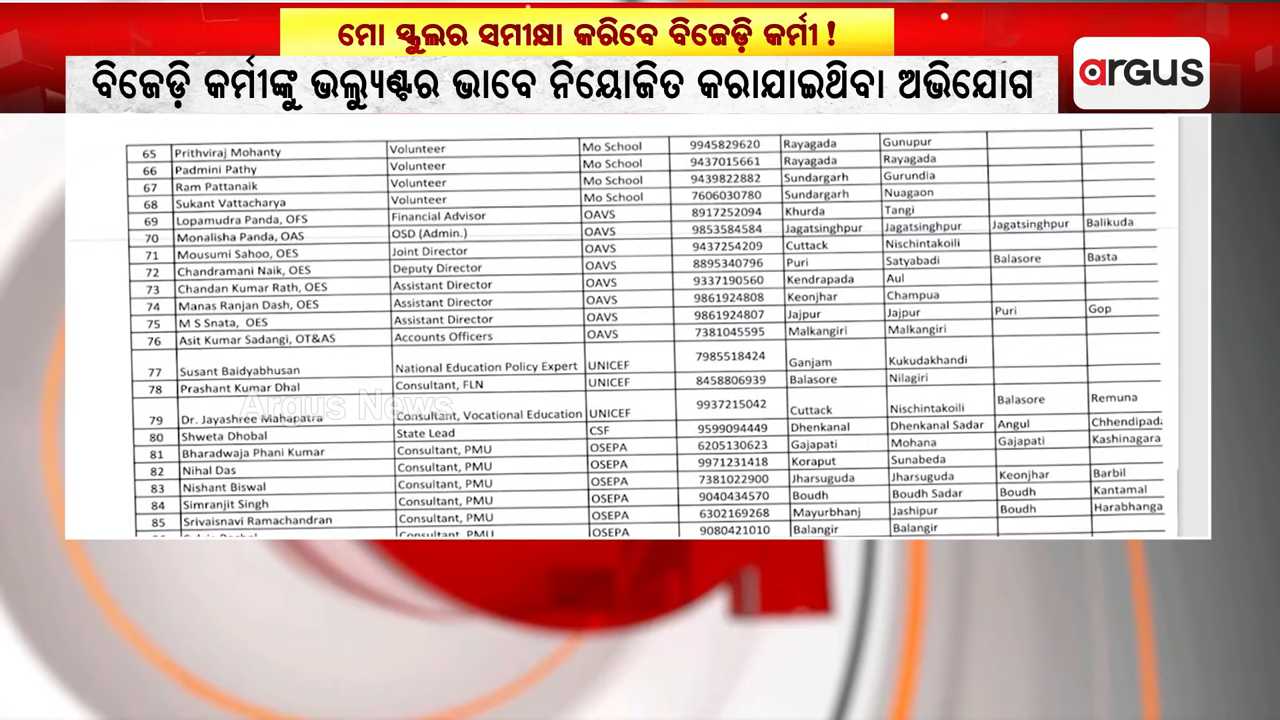 ମୋ ସ୍କୁଲର ସମୀକ୍ଷା କରିବେ ବିଜେଡ଼ି କର୍ମୀ !
ବିଜେଡ଼ି କର୍ମୀଙ୍କୁ ଭଲ୍ୟୁଣ୍ଟର ଭାବେ ନିୟୋଜିତ କରାଯାଇଥିବା ଅଭିଯୋଗ
argus
65 Prithviraj Mohanty Volunteer Mo School 9945829620 Rayagada Gunupur
66 Padmini Pathy Volunteer Mo School 9437015661 Rayagada Rayagada
67 Ram Pattanaik Volunteer Mo School 9439822882 Sundargarh Gurundia
68 Sukant Vattacharya Volunteer Mo School 7606030780 Sundargarh Nuagaon
69 Lopamudra Panda, OFS Financial Advisor OAVS 8917252094 Khurda Tangi
70 Monalisha Panda, OAS OSD (Admin.) OAVS 9853584584 Jagatsinghpur Jagatsinghpur Jagatsinghpur Balikuda
71 Mousumi Sahoo, OES Joint Director OAVS 9437254209 Cuttack Nischintakoili
72 Chandramani Naik, OES Deputy Director OAVS 8895340796 Puri Satyabadi Balasore Basta
73 Chandan Kumar Rath, OES Assistant Director OAVS 9337190560 Kendrapada Aul
74 Manas Ranjan Dash, OES Assistant Director OAVS 9861924808 Keonjhar Champua
75 M S Snata, OES Assistant Director OAVS 9861924807 Jajpur Jajpur Puri Gop
76 Asit Kumar Sadangi, OT&AS Accounts Officers OAVS 7381045595 Malkangiri Malkangiri
77 Susant Baidyabhusan National Education Policy Expert UNICEF 7985518424 Ganjam Kukudakhandi
78 Prashant Kumar Dhal Consultant, FLN UNICEF 8458806939 Balasore Nilagiri
79 Dr. Jayashree Mahapatra Consultant, Vocational Education UNICEF 9937215042 Cuttack Nischintakoili Balasore Remuna
80 Shweta Dhobal State Lead CSF 9599094449 Dhenkanal Dhenkanal Sadar Angul Chhendipad
81 Bharadwaja Phani Kumar Consultant, PMU OSEPA 6205130623 Gajapati Mohana Gajapati Kashinagara
82 Nihal Das Consultant, PMU OSEPA 9971231418 Koraput Sunabeda
83 Nishant Biswal Consultant, PMU OSEPA 7381022900 Jharsuguda Jharsuguda Keonjhar Barbil
84 Simranjit Singh Consultant, PMU OSEPA 9040434570 Boudh Boudh Sadar Boudh Kantamal
85 Srivaisnavi Ramachandran Consultant, PMU OSEPA 6302169268 Mayurbhanj Jashipur Boudh Harabhanga
Consultant, PMU OSEPA 9080421010 Balangir Balangir
Argus News